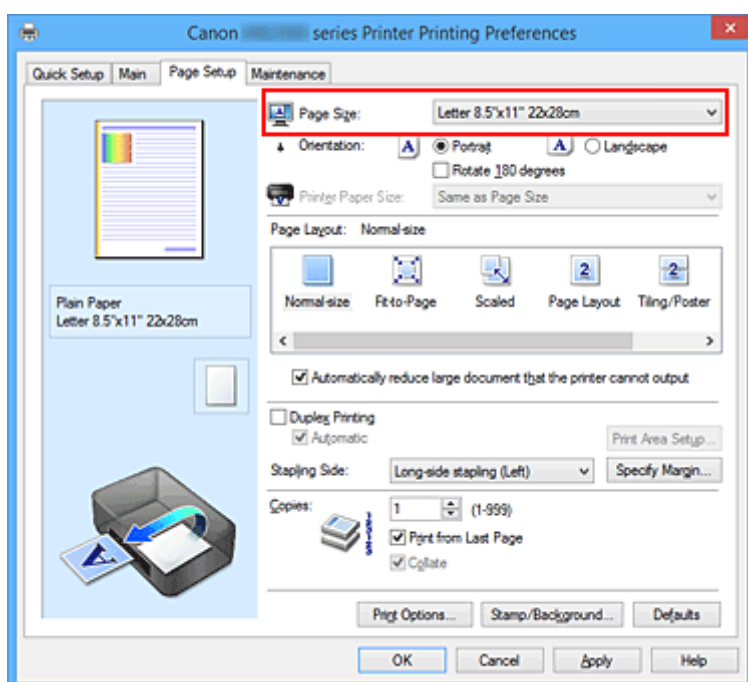 Canon series Printer Printing Preferences
Quick Setup Main Page Setup Maintenance
Page Size: Letter 8.5"x11" 22x28cm
Orientation: A Portrait A Landscape
Rotate 180 degrees
Printer Paper Size: Same as Page Size
Page Layout: Normal-size
2 2
Normal-size Fit-to-Page Scaled Page Layout Tiling/Poster
Plain Paper
Letter 8.5"x11" 22x28cm
Automatically reduce large document that the printer cannot output
Duplex Printing
Automatic
Print Area Setup...
Stapling Side: Long-side stapling (Left) Specify Margin...
Copies: 1 (1-999)
Print from Last Page
Collate
A
Print Options... Stamp/Background... Defaults
OK Cancel Apply Help